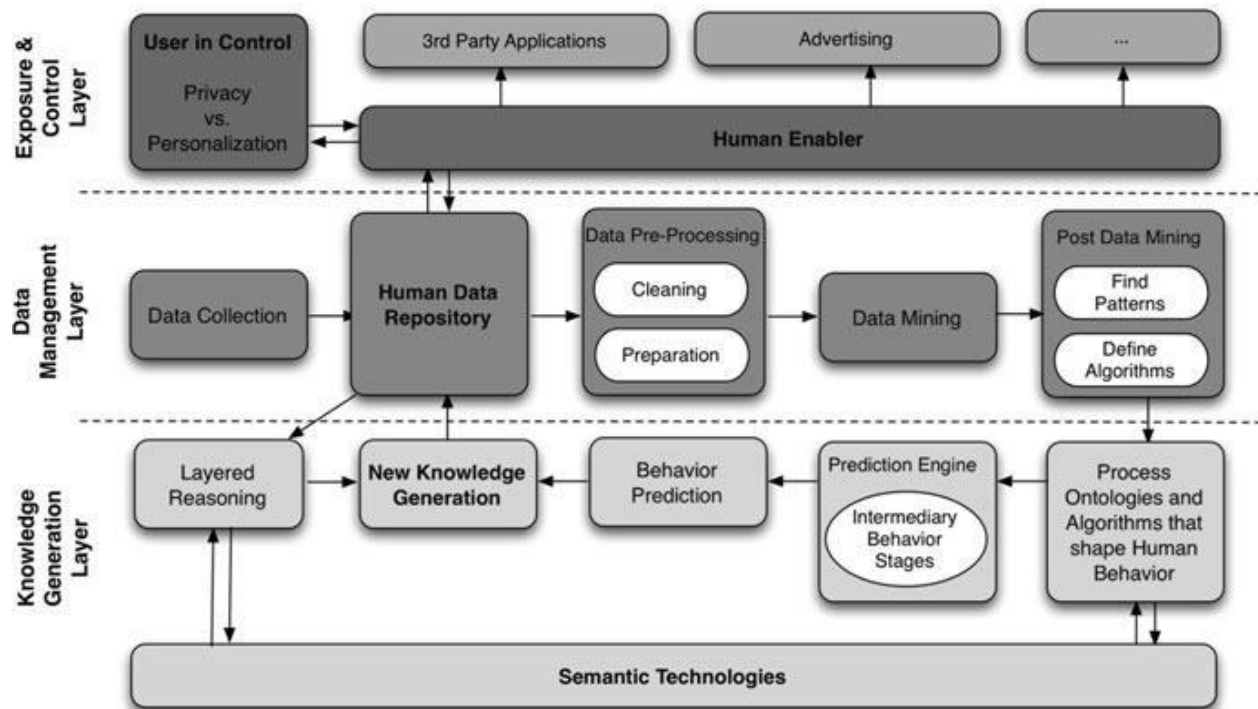 Exposure &
Control
Layer
User in Control
Privacy
vs.
Personalization
3rd Party Applications
Advertising
...
Human Enabler
Data
Management
Layer
Data Collection
Human Data
Repository
Data Pre-Processing
Cleaning
Preparation
Data Mining
Post Data Mining
Find
Patterns
Define
Algorithms
Knowledge
Generation
Layer
Layered
Reasoning
New Knowledge
Generation
Behavior
Prediction
Prediction Engine
Intermediary
Behavior
Stages
Process
Ontologies and
Algorithms that
shape Human
Behavior
Semantic Technologies